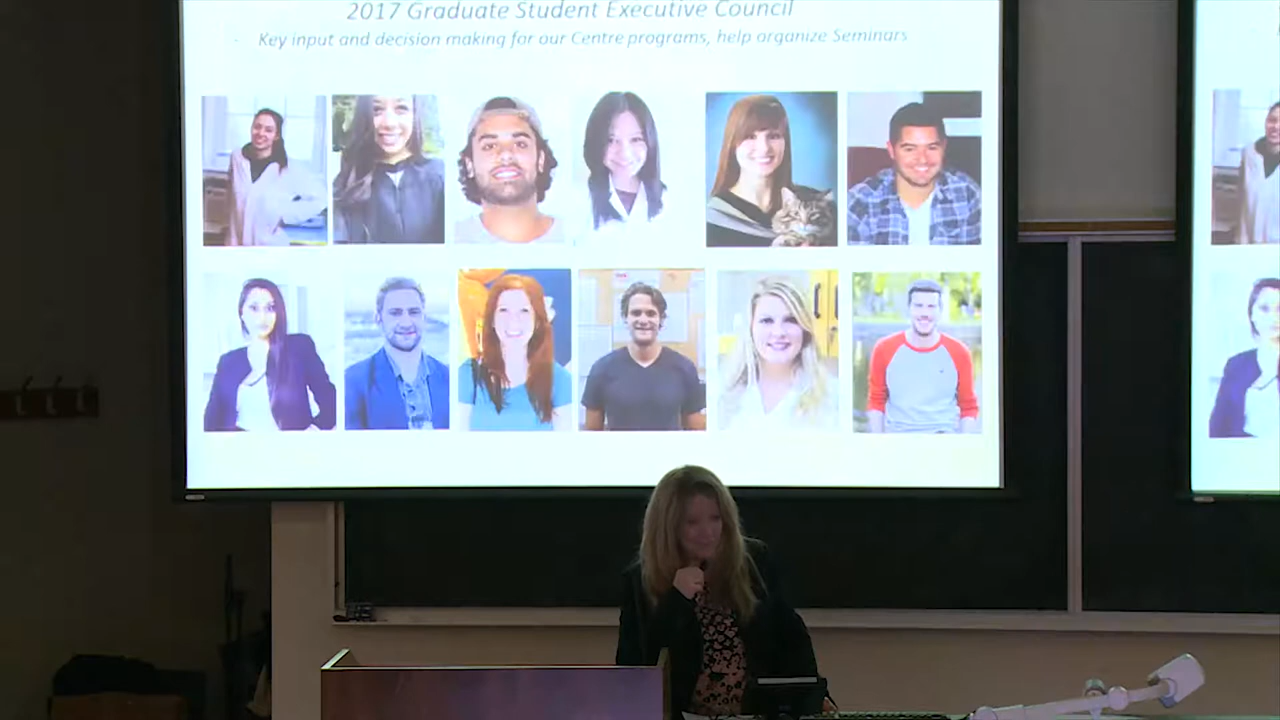 2017 Graduate Student Executive Council
- Key input and decision making for our Centre programs, help organize Seminars